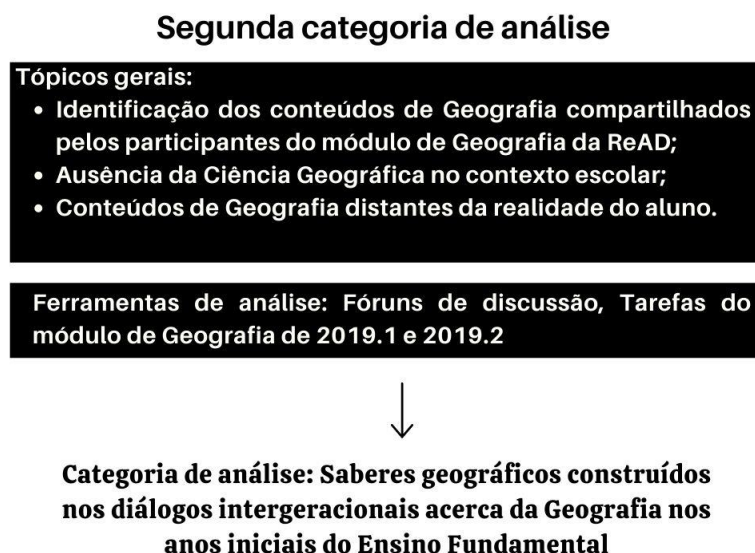 Segunda categoria de análise
Tópicos gerais:
• Identificação dos conteúdos de Geografia compartilhados
pelos participantes do módulo de Geografia da ReAD;
• Ausência da Ciência Geográfica no contexto escolar;
• Conteúdos de Geografia distantes da realidade do aluno.
Ferramentas de análise: Fóruns de discussão, Tarefas do
módulo de Geografia de 2019.1 e 2019.2
Categoria de análise: Saberes geográficos construídos
nos diálogos intergeracionais acerca da Geografia nos
anos iniciais do Ensino Fundamental